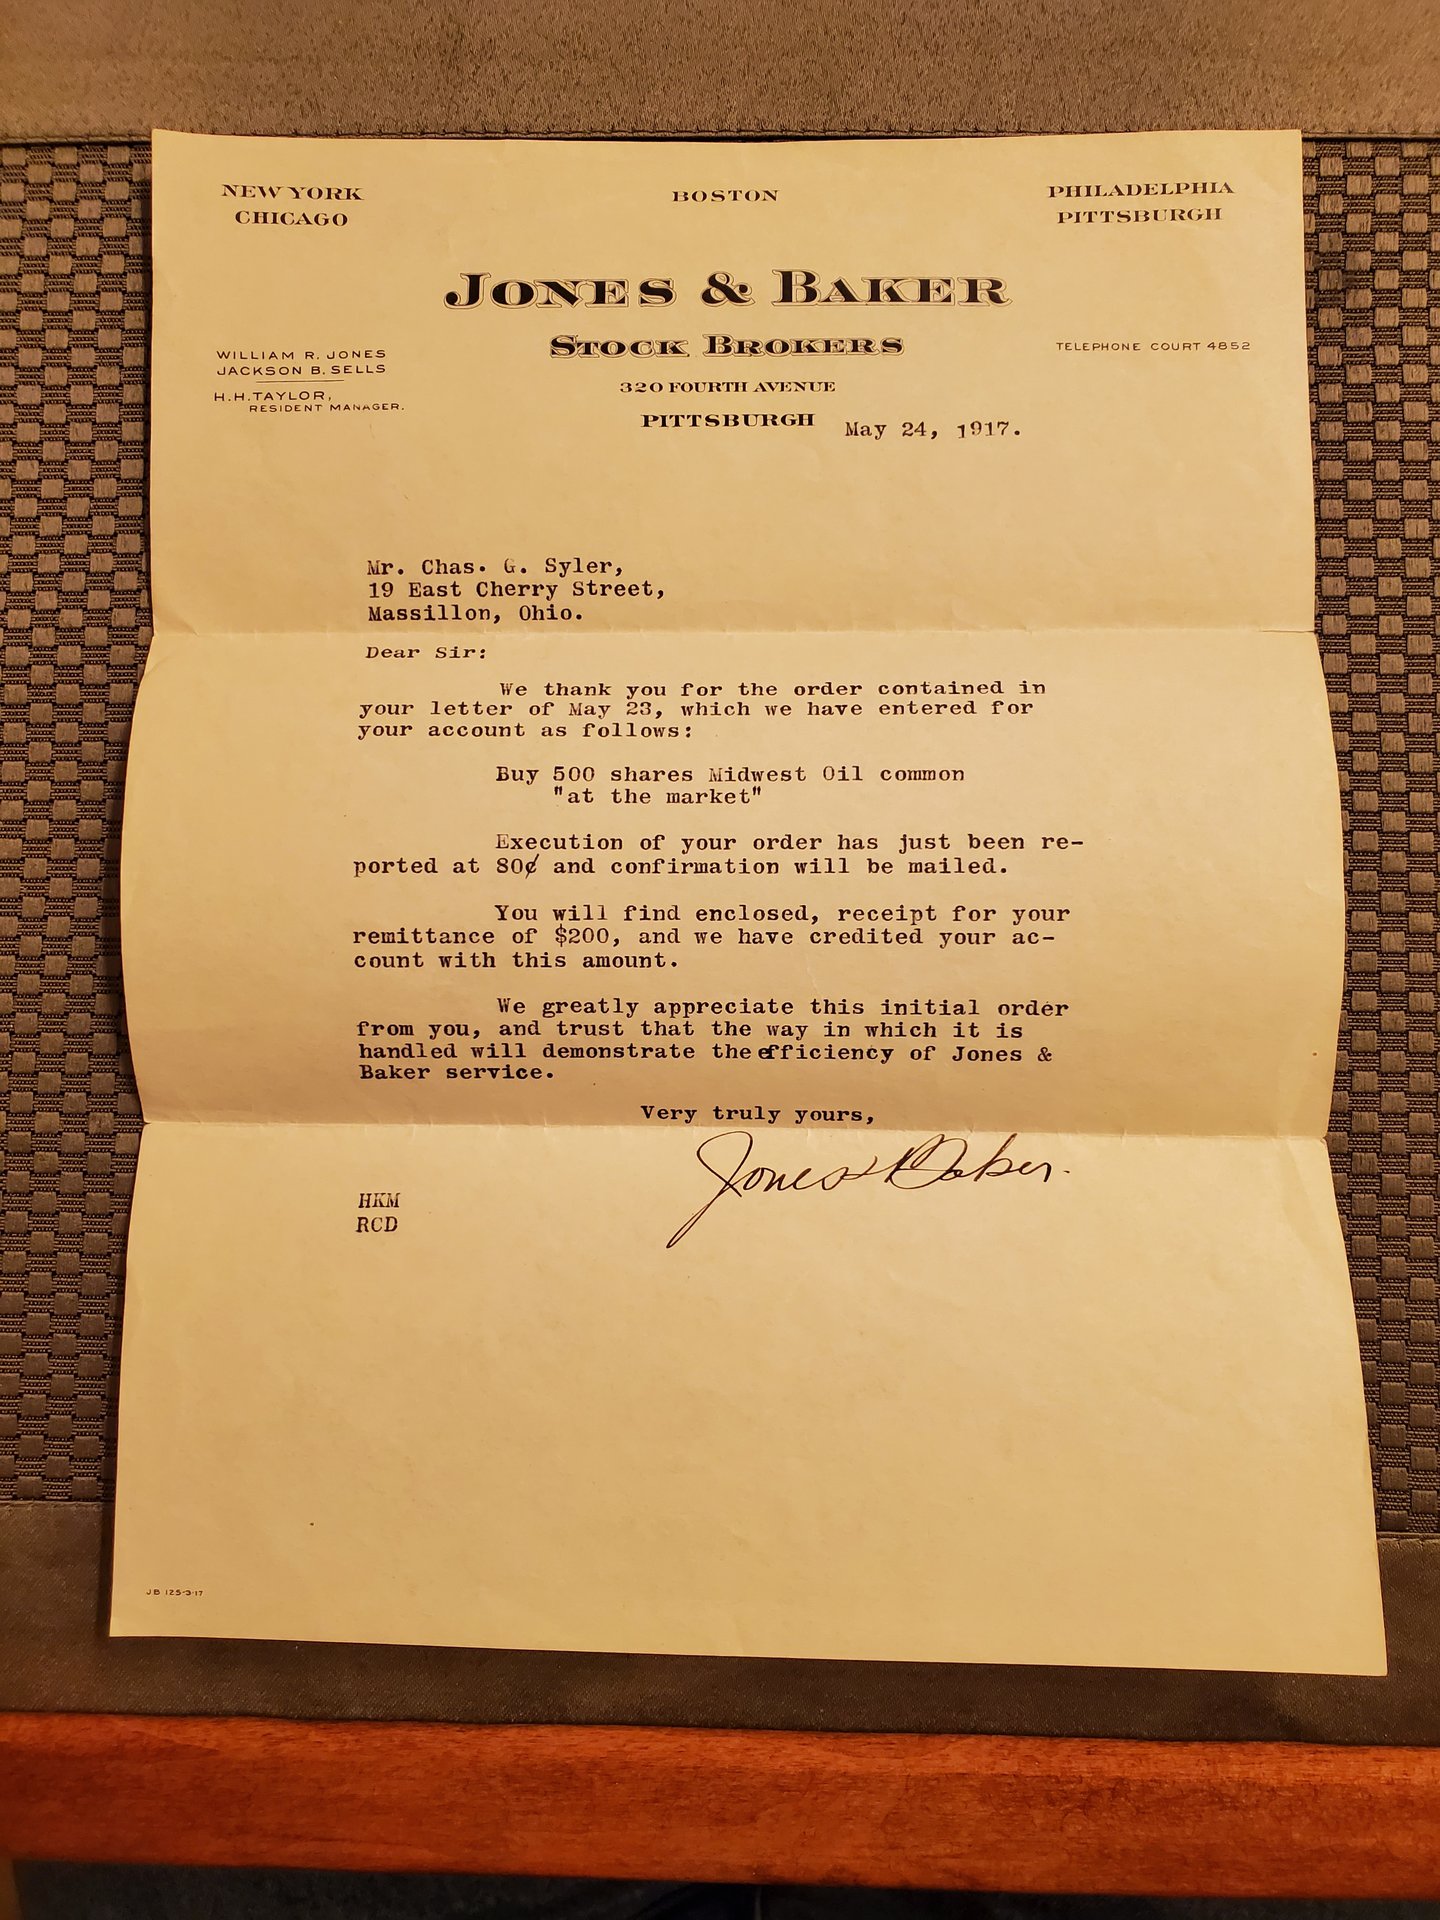 NEW YORK
CHICAGO
BOSTON
PHILADELPHIA
PITTSBURGH
JONES & BAKER
STOCK BROKERS
WILLIAM R. JONES
JACKSON B. SELLS
H.H. TAYLOR,
RESIDENT MANAGER.
TELEPHONE COURT 4852
320 FOURTH AVENUE
PITTSBURGH
May 24, 1917.
Mr. Chas. G. Syler,
19 East Cherry Street,
Massillon, Ohio.
Dear Sir:
We thank you for the order contained in
your letter of May 23, which we have entered for
your account as follows:
Buy 500 shares Midwest Oil common
"at the market"
Execution of your order has just been re-
ported at 80¢ and confirmation will be mailed.
You will find enclosed, receipt for your
remittance of $200, and we have credited your ac-
count with this amount.
We greatly appreciate this initial order
from you, and trust that the way in which it is
handled will demonstrate the efficiency of Jones &
Baker service.
Very truly yours,
Jones & Baker.
HKM
RCD
JB 125-3-17